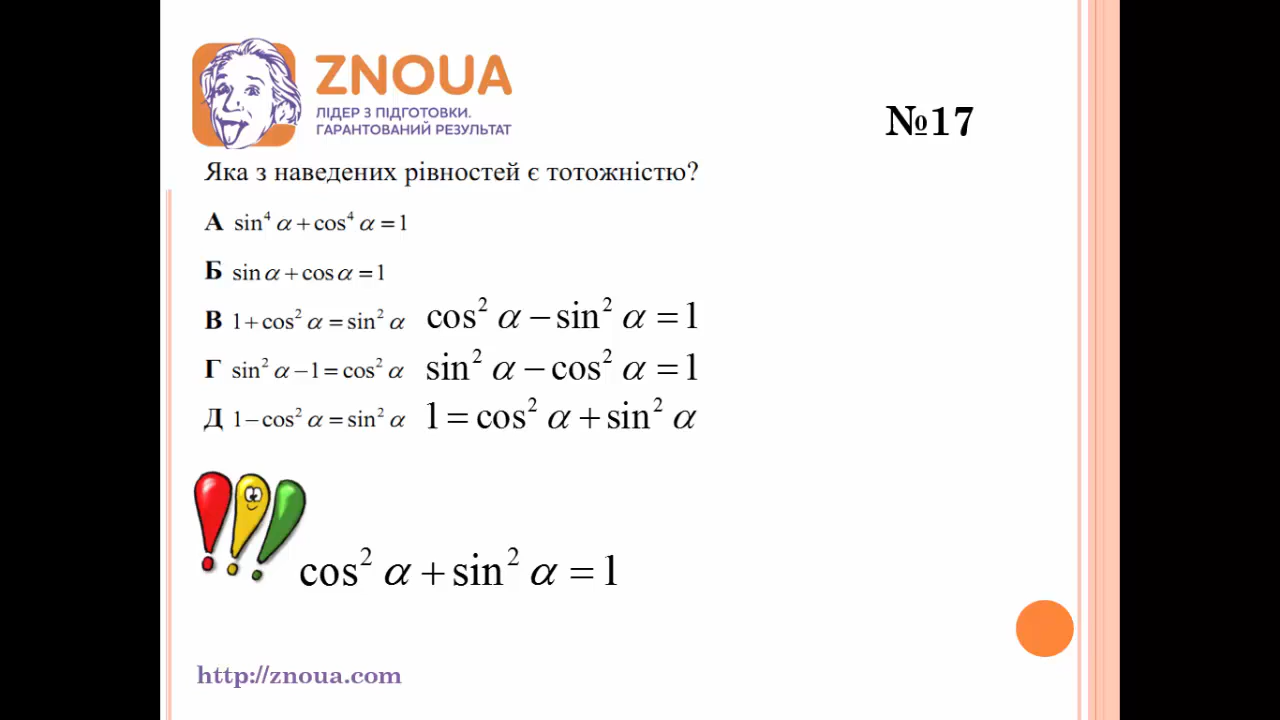 ZNOUA
ЛІДЕР З ПІДГОТОВКИ.
ГАРАНТОВАНИЙ РЕЗУЛЬТАТ
№17
Яка з наведених рівностей є тотожністю?
А sin⁴ α + cos⁴ α = 1
Б sin α + cos α = 1
В 1 + cos² α = sin² α cos² α − sin² α = 1
Г sin² α − 1 = cos² α sin² α − cos² α = 1
Д 1 − cos² α = sin² α 1 = cos² α + sin² α
cos² α + sin² α = 1
http://znoua.com